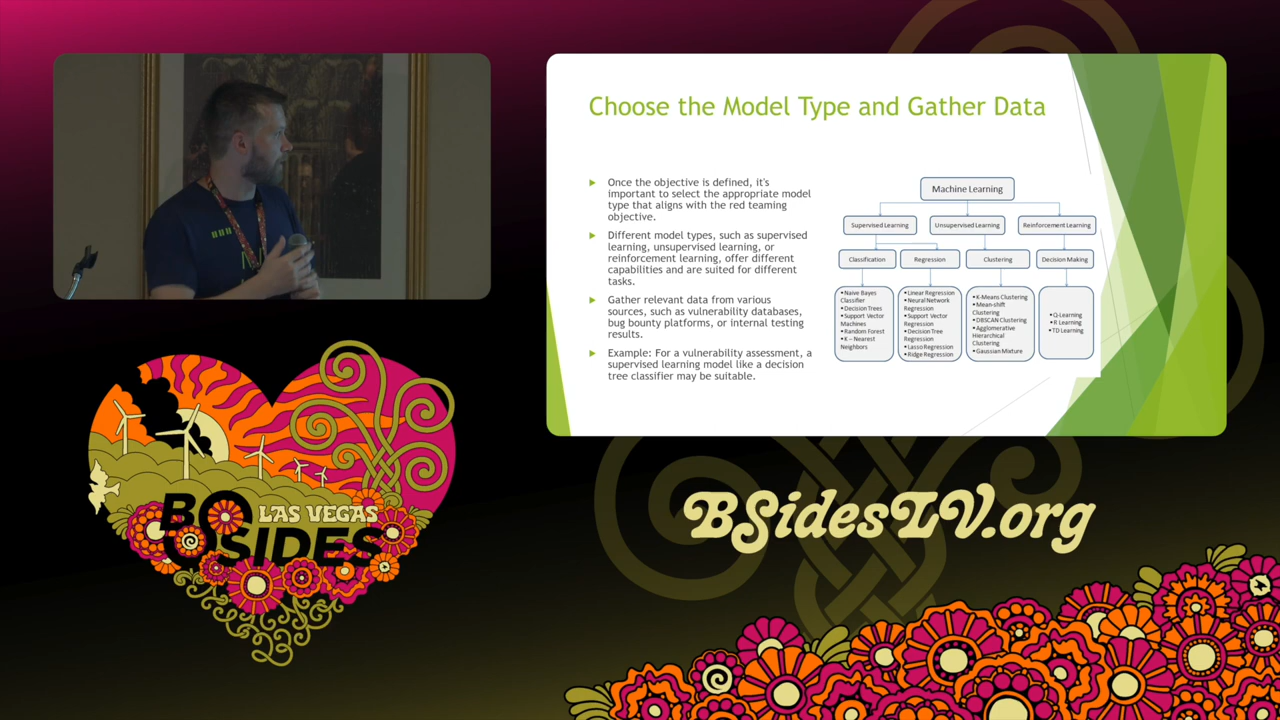 Choose the Model Type and Gather Data
Once the objective is defined, it's
important to select the appropriate model
type that aligns with the red teaming
objective.
Different model types, such as supervised
learning, unsupervised learning, or
reinforcement learning, offer different
capabilities and are suited for different
tasks.
Gather relevant data from various
sources, such as vulnerability databases,
bug bounty platforms, or internal testing
results.
Example: For a vulnerability assessment, a
supervised learning model like a decision
tree classifier may be suitable.
Machine Learning
Supervised Learning
Unsupervised Learning
Reinforcement Learning
Classification
Regression
Clustering
Decision Making
• Naive Bayes
Classifier
• Decision Trees
• Support Vector
Machines
• Random Forest
• K – Nearest
Neighbors
• Linear Regression
• Neural Network
Regression
• Support Vector
Regression
• Decision Tree
Regression
• Lasso Regression
• Ridge Regression
• K-Means Clustering
• Mean-shift
Clustering
• DBSCAN Clustering
• Agglomerative
Hierarchical
Clustering
• Gaussian Mixture
• Q-Learning
• R Learning
• TD Learning
BSidesLV.org
LAS VEGAS
BSIDES